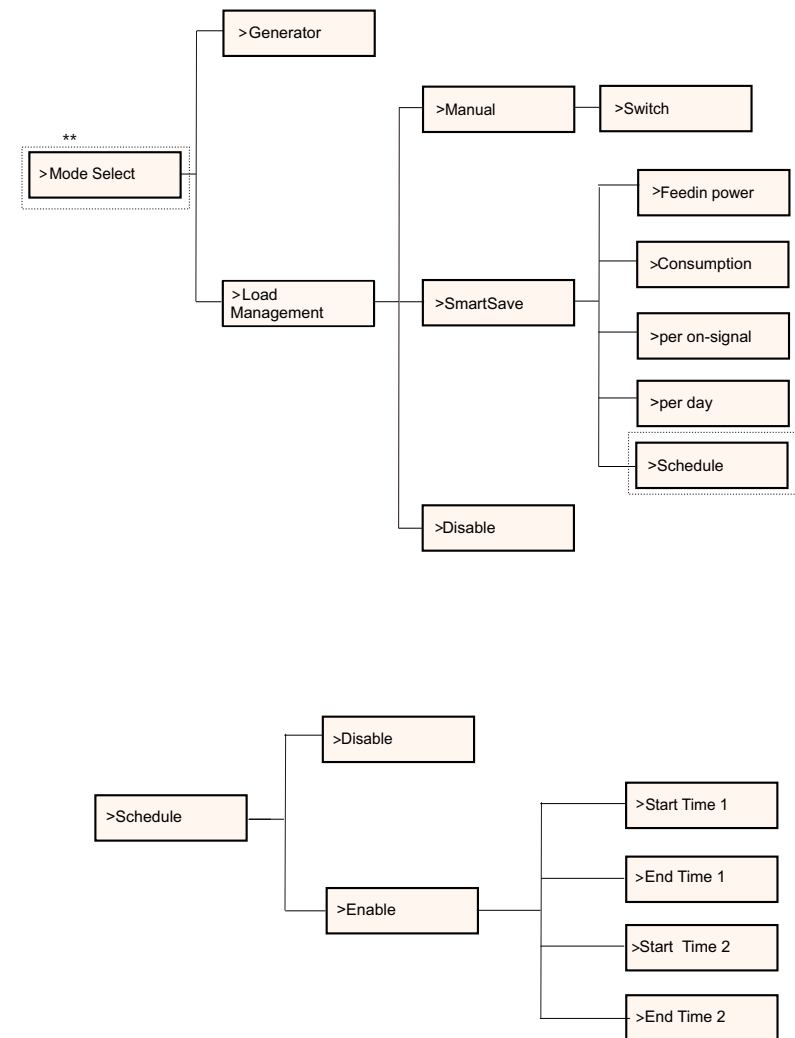 >Generator
>Manual
>Switch
**
>Mode Select
>Feedin power
>Consumption
>Load
Management
>SmartSave
>per on-signal
>per day
>Schedule
>Disable
>Disable
>Schedule
>Start Time 1
>End Time 1
>Enable
>Start Time 2
>End Time 2